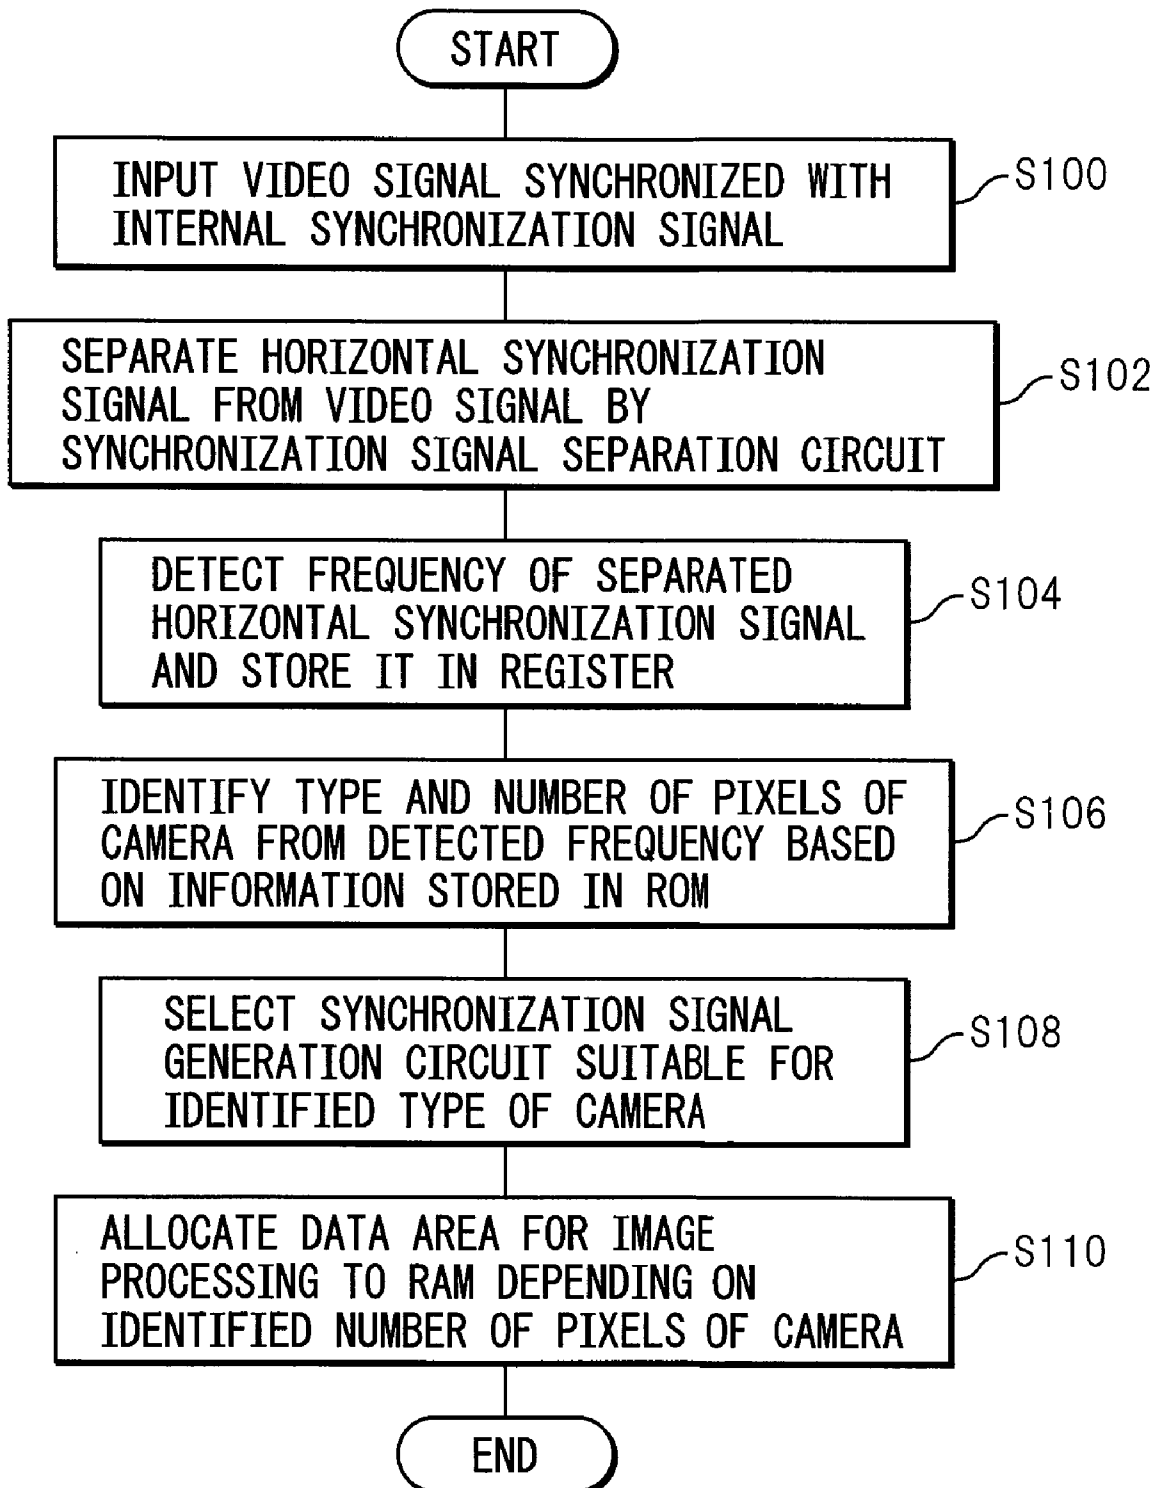 START
INPUT VIDEO SIGNAL SYNCHRONIZED WITH
INTERNAL SYNCHRONIZATION SIGNAL
S100
SEPARATE HORIZONTAL SYNCHRONIZATION
SIGNAL FROM VIDEO SIGNAL BY
SYNCHRONIZATION SIGNAL SEPARATION CIRCUIT
S102
DETECT FREQUENCY OF SEPARATED
HORIZONTAL SYNCHRONIZATION SIGNAL
AND STORE IT IN REGISTER
S104
IDENTIFY TYPE AND NUMBER OF PIXELS OF
CAMERA FROM DETECTED FREQUENCY BASED
ON INFORMATION STORED IN ROM
S106
SELECT SYNCHRONIZATION SIGNAL
GENERATION CIRCUIT SUITABLE FOR
IDENTIFIED TYPE OF CAMERA
S108
ALLOCATE DATA AREA FOR IMAGE
PROCESSING TO RAM DEPENDING ON
IDENTIFIED NUMBER OF PIXELS OF CAMERA
S110
END